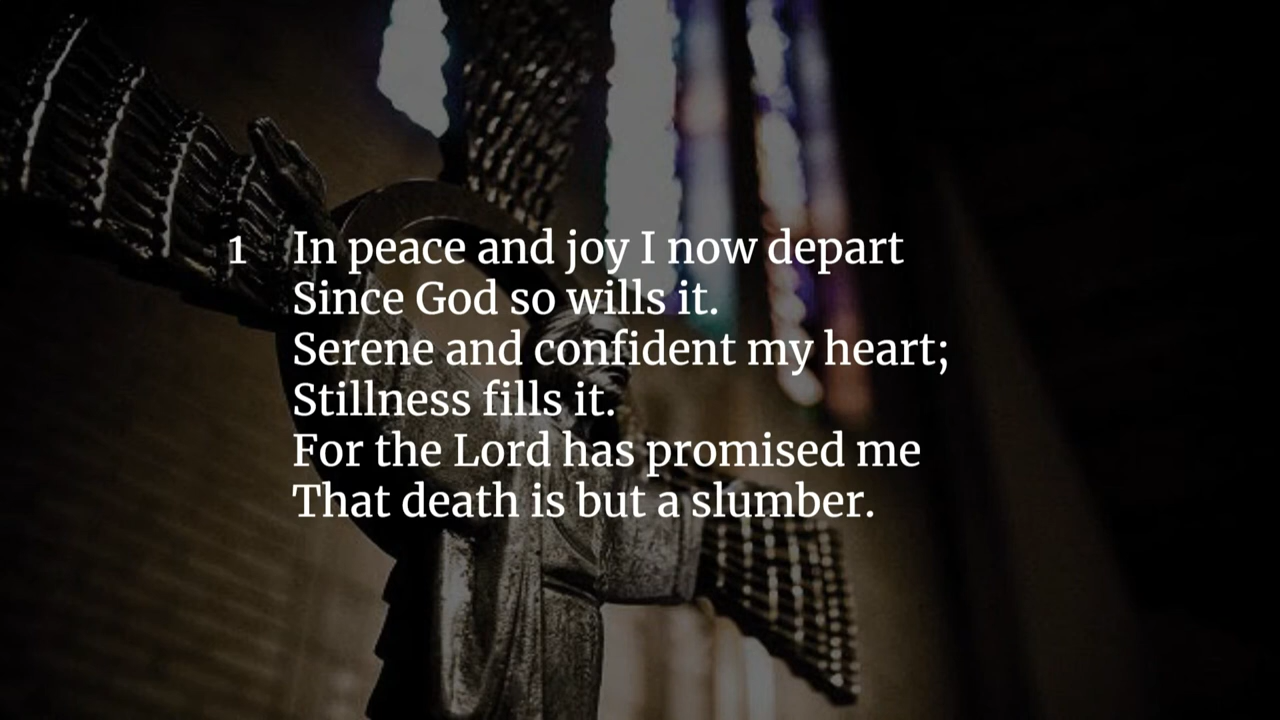 1 In peace and joy I now depart
Since God so wills it.
Serene and confident my heart;
Stillness fills it.
For the Lord has promised me
That death is but a slumber.